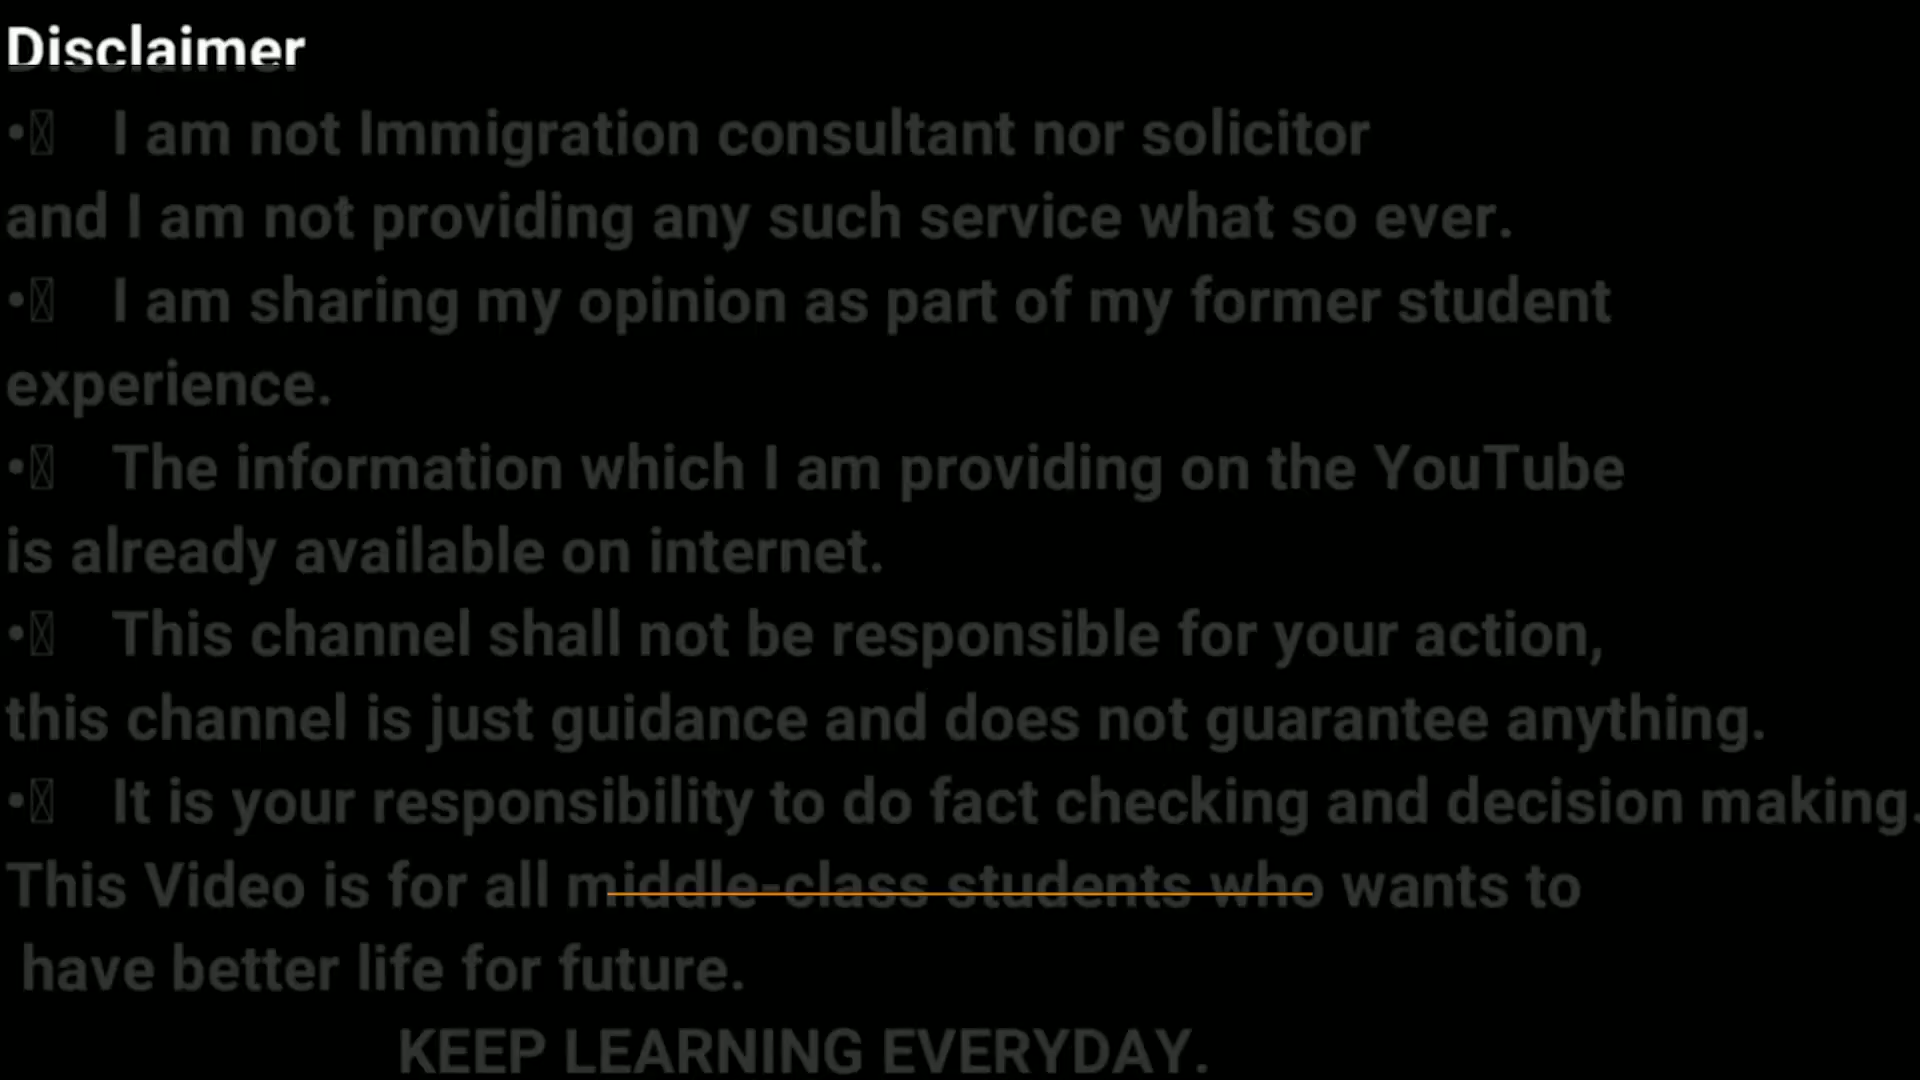 Disclaimer
• I am not Immigration consultant nor solicitor
and I am not providing any such service what so ever.
• I am sharing my opinion as part of my former student
experience.
• The information which I am providing on the YouTube
is already available on internet.
• This channel shall not be responsible for your action,
this channel is just guidance and does not guarantee anything.
• It is your responsibility to do fact checking and decision making.
This Video is for all middle-class students who wants to
have better life for future.
KEEP LEARNING EVERYDAY.